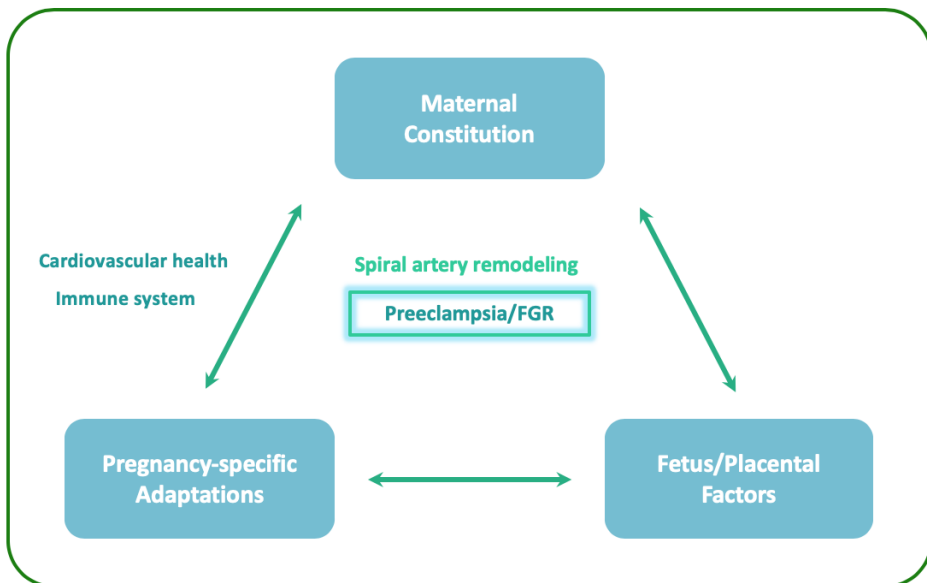 Maternal
Constitution
Cardiovascular health
Immune system
Spiral artery remodeling
Preeclampsia/FGR
Pregnancy-specific
Adaptations
Fetus/Placental
Factors